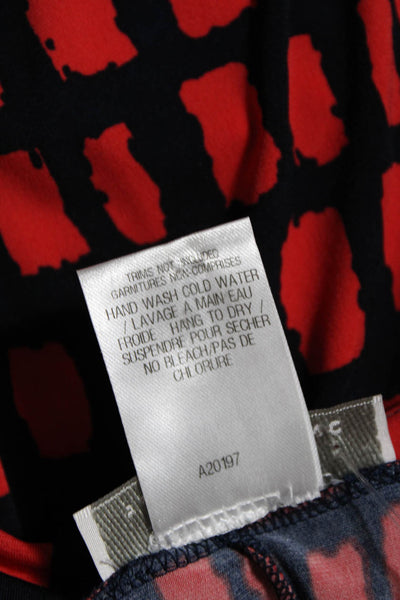 TRIMS NOT INCLUDED
GARNITURES NON-COMPRISES
HAND WASH COLD WATER
/ LAVAGE A MAIN EAU
FROIDE HANG TO DRY/
SUSPENDRE POUR SECHER
NO BLEACH/PAS DE
CHLORURE
A20197